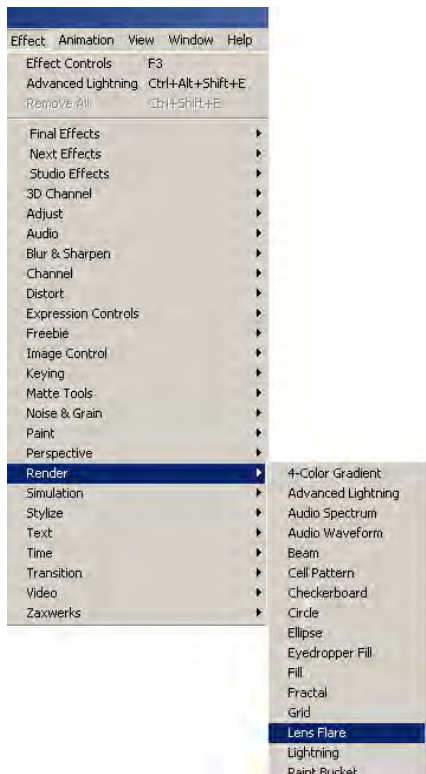 Effect Animation View Window Help
Effect Controls F3
Advanced Lightning Ctrl+Alt+Shift+E
Remove All Ctrl+Shift+E
Final Effects
Next Effects
Studio Effects
3D Channel
Adjust
Audio
Blur & Sharpen
Channel
Distort
Expression Controls
Freebie
Image Control
Keying
Matte Tools
Noise & Grain
Paint
Perspective
Render
Simulation
Stylize
Text
Time
Transition
Video
Zaxwerks
4-Color Gradient
Advanced Lightning
Audio Spectrum
Audio Waveform
Beam
Cell Pattern
Checkerboard
Circle
Ellipse
Eyedropper Fill
Fill
Fractal
Grid
Lens Flare
Lightning
Paint Bucket